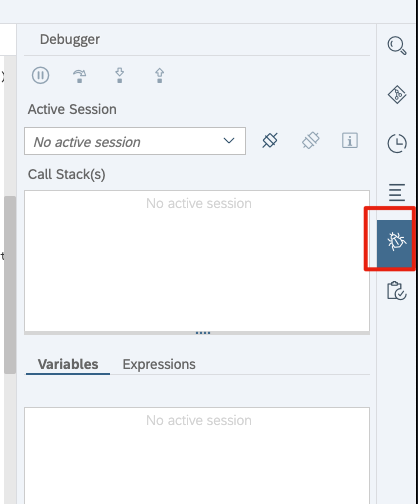 Debugger
Active Session
No active session
Call Stack(s)
No active session
Variables
Expressions
No active session